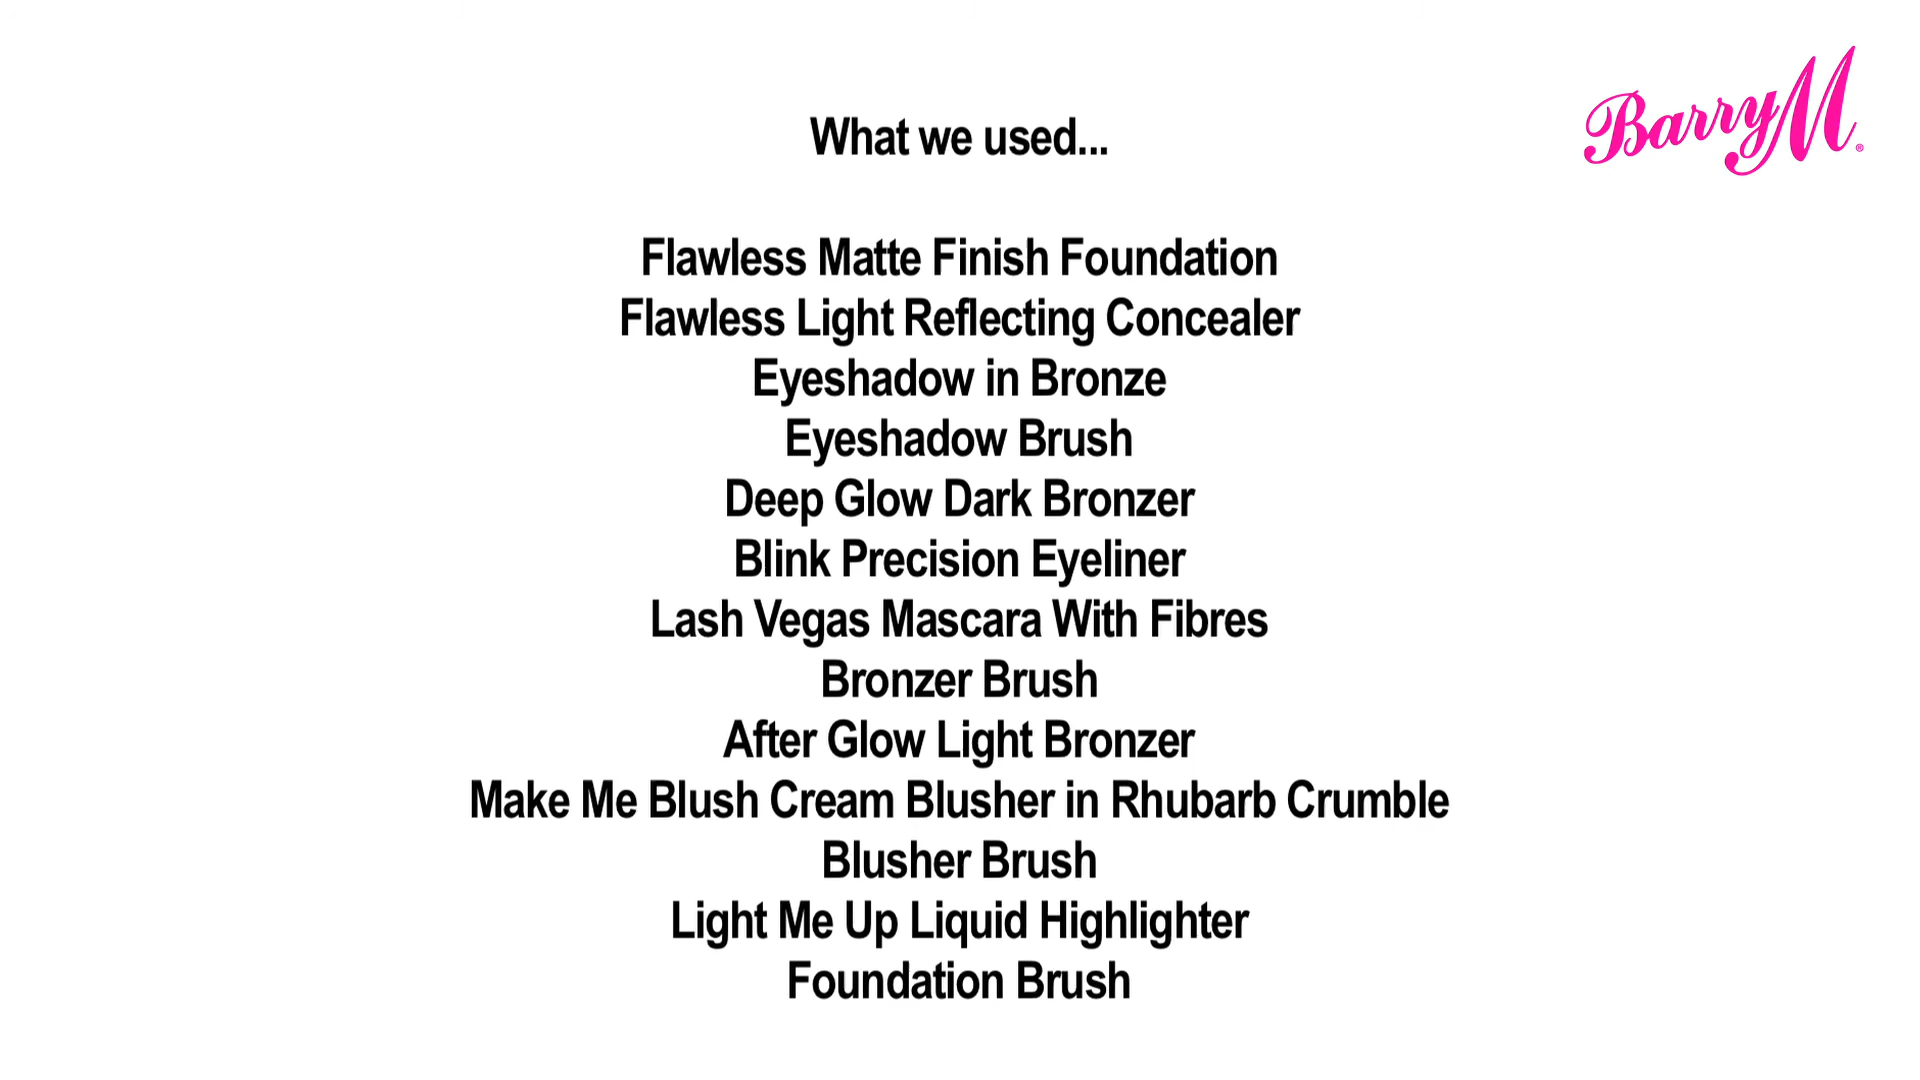 Barry M®
What we used...
Flawless Matte Finish Foundation
Flawless Light Reflecting Concealer
Eyeshadow in Bronze
Eyeshadow Brush
Deep Glow Dark Bronzer
Blink Precision Eyeliner
Lash Vegas Mascara With Fibres
Bronzer Brush
After Glow Light Bronzer
Make Me Blush Cream Blusher in Rhubarb Crumble
Blusher Brush
Light Me Up Liquid Highlighter
Foundation Brush